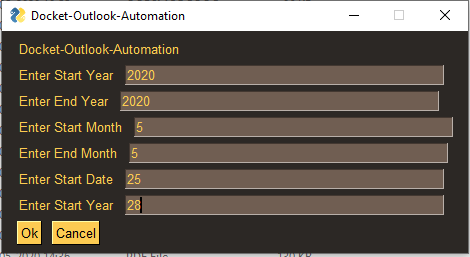 Docket-Outlook-Automation
Docket-Outlook-Automation
Enter Start Year 2020
Enter End Year 2020
Enter Start Month 5
Enter End Month 5
Enter Start Date 25
Enter Start Year 28
Ok Cancel